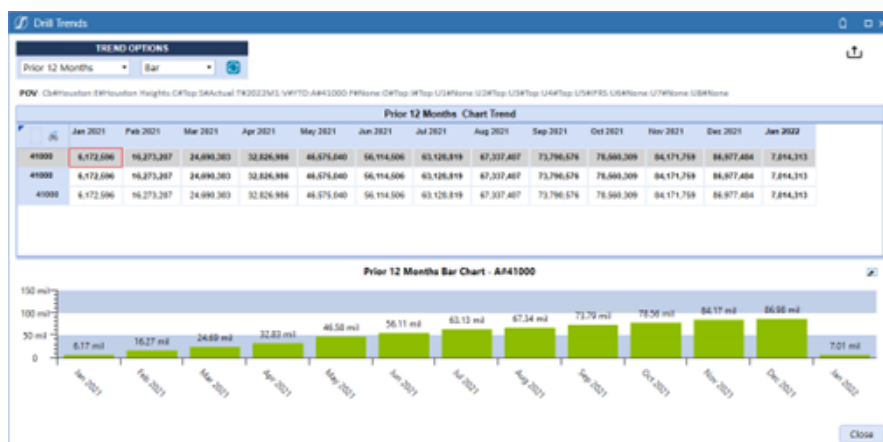 Drill Trends
TREND OPTIONS
Prior 12 Months Bar
POV Cb#Houston:E#Houston Heights:C#Top:S#Actual:T#2022M1:V#YTD:A#41000:F#None:O#Top:I#Top:U1#None:U2#Top:U3#Top:U4#Top:U5#IFRS:U6#None:U7#None:U8#None
Prior 12 Months Chart Trend
Jan 2021 Feb 2021 Mar 2021 Apr 2021 May 2021 Jun 2021 Jul 2021 Aug 2021 Sep 2021 Oct 2021 Nov 2021 Dec 2021 Jan 2022
41000 6,172,596 16,273,207 24,690,303 32,826,986 46,575,040 56,114,506 63,128,819 67,337,407 73,790,576 78,560,309 84,171,759 86,977,484 7,014,313
41000 6,172,596 16,273,207 24,690,303 32,826,986 46,575,040 56,114,506 63,128,819 67,337,407 73,790,576 78,560,309 84,171,759 86,977,484 7,014,313
41000 6,172,596 16,273,207 24,690,303 32,826,986 46,575,040 56,114,506 63,128,819 67,337,407 73,790,576 78,560,309 84,171,759 86,977,484 7,014,313
Prior 12 Months Bar Chart - A#41000
150 mil
100 mil
50 mil
0
6.17 mil 16.27 mil 24.69 mil 32.83 mil 46.58 mil 56.11 mil 63.13 mil 67.34 mil 73.79 mil 78.56 mil 84.17 mil 86.98 mil 7.01 mil
Jan 2021 Feb 2021 Mar 2021 Apr 2021 May 2021 Jun 2021 Jul 2021 Aug 2021 Sep 2021 Oct 2021 Nov 2021 Dec 2021 Jan 2022
Close